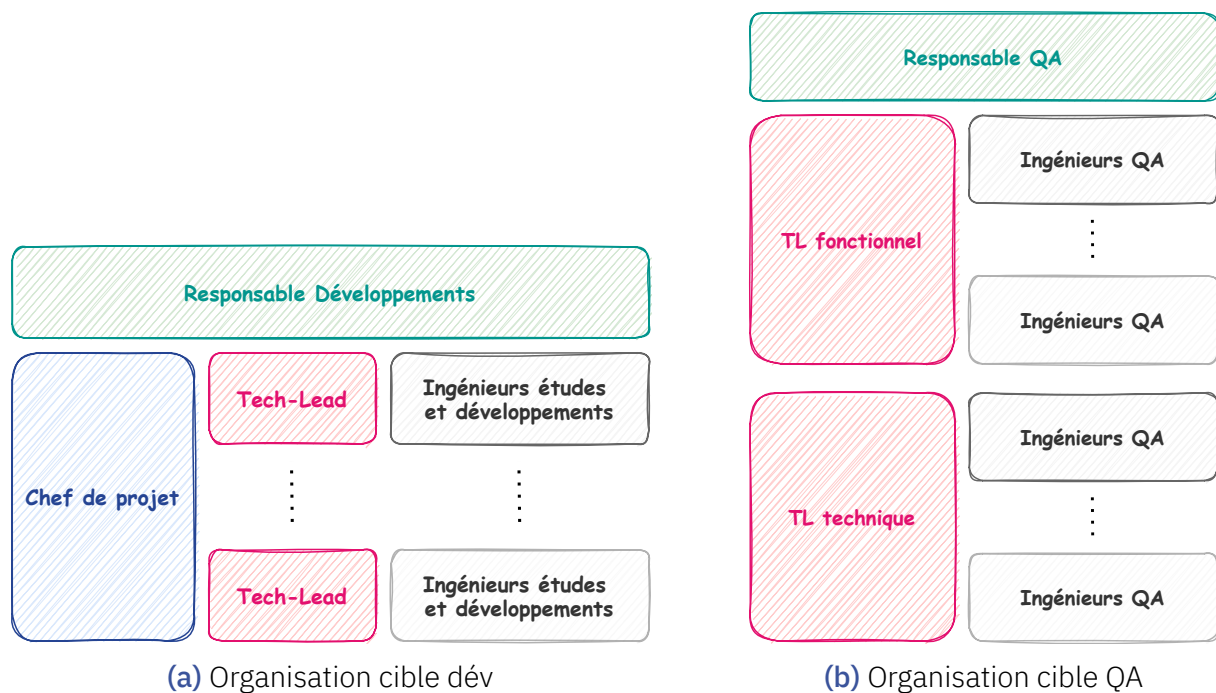 Responsable Développements
Chef de projet
Tech-Lead
Ingénieurs études
et développements
Tech-Lead
Ingénieurs études
et développements
(a) Organisation cible dév
Responsable QA
TL fonctionnel
Ingénieurs QA
Ingénieurs QA
TL technique
Ingénieurs QA
Ingénieurs QA
(b) Organisation cible QA